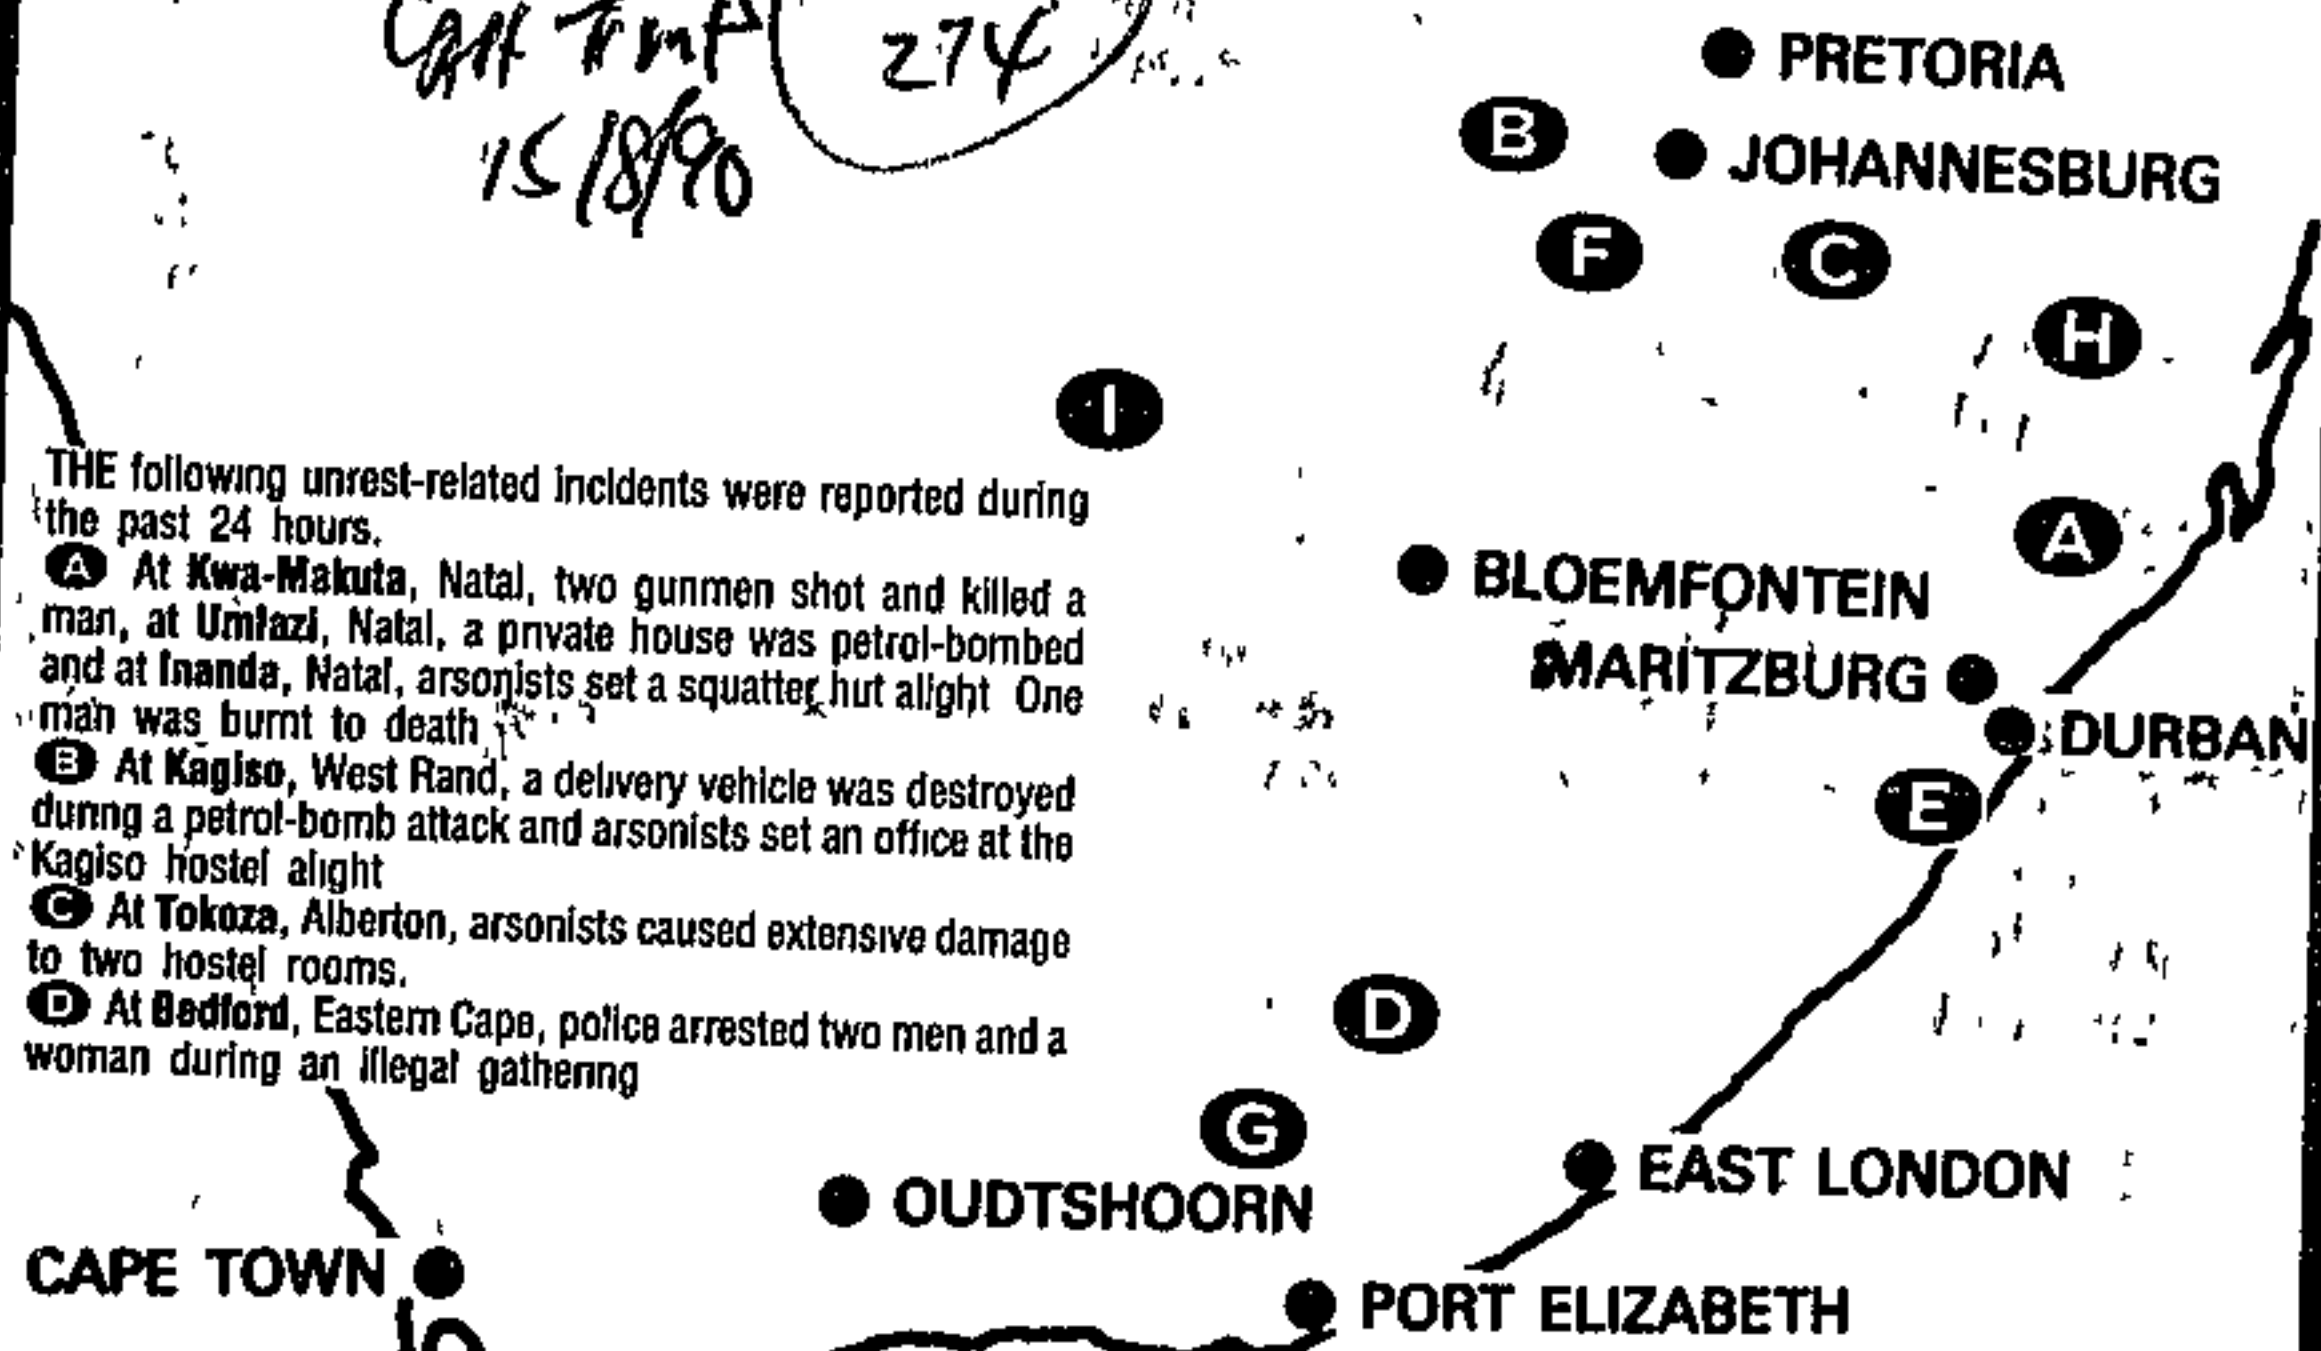 274
15/8/90
PRETORIA
B
JOHANNESBURG
F
C
H
I
THE following unrest-related incidents were reported during
the past 24 hours.
A At Kwa-Makuta, Natal, two gunmen shot and killed a
man, at Umlazi, Natal, a private house was petrol-bombed
and at Inanda, Natal, arsonists set a squatter hut alight One
man was burnt to death
B At Kagiso, West Rand, a delivery vehicle was destroyed
during a petrol-bomb attack and arsonists set an office at the
Kagiso hostel alight
C At Tokoza, Alberton, arsonists caused extensive damage
to two hostel rooms.
D At Bedford, Eastern Cape, police arrested two men and a
woman during an illegal gathering
A
BLOEMFONTEIN
MARITZBURG
DURBAN
E
D
G
EAST LONDON
OUDTSHOORN
CAPE TOWN
PORT ELIZABETH